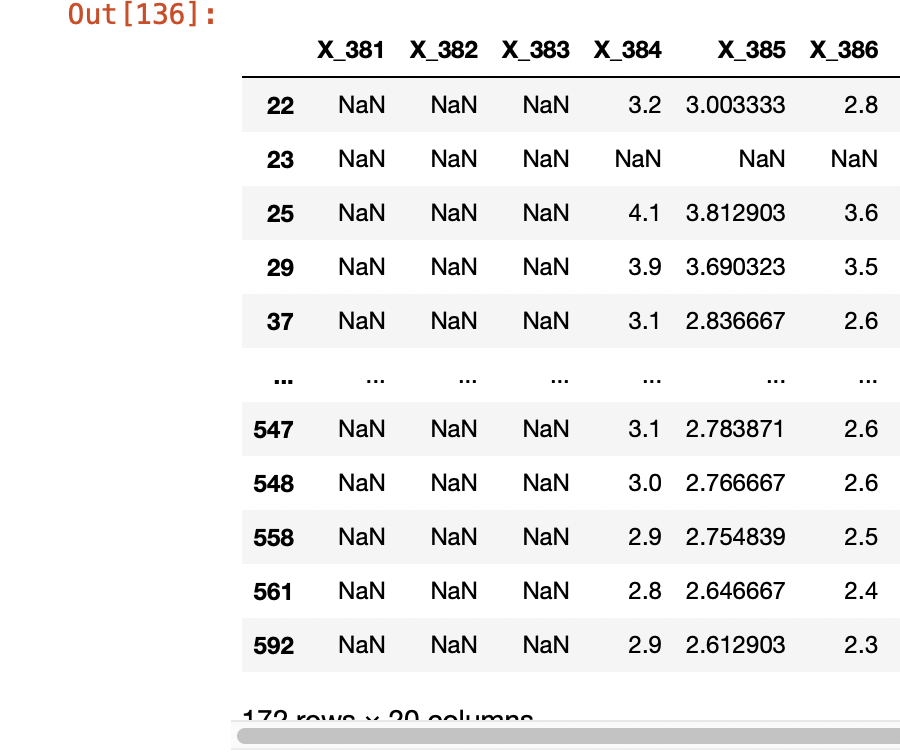 Out[136]:
X_381 X_382 X_383 X_384 X_385 X_386
22 NaN NaN NaN 3.2 3.003333 2.8
23 NaN NaN NaN NaN NaN NaN
25 NaN NaN NaN 4.1 3.812903 3.6
29 NaN NaN NaN 3.9 3.690323 3.5
37 NaN NaN NaN 3.1 2.836667 2.6
... ... ... ... ... ... ...
547 NaN NaN NaN 3.1 2.783871 2.6
548 NaN NaN NaN 3.0 2.766667 2.6
558 NaN NaN NaN 2.9 2.754839 2.5
561 NaN NaN NaN 2.8 2.646667 2.4
592 NaN NaN NaN 2.9 2.612903 2.3
172 rows × 20 columns